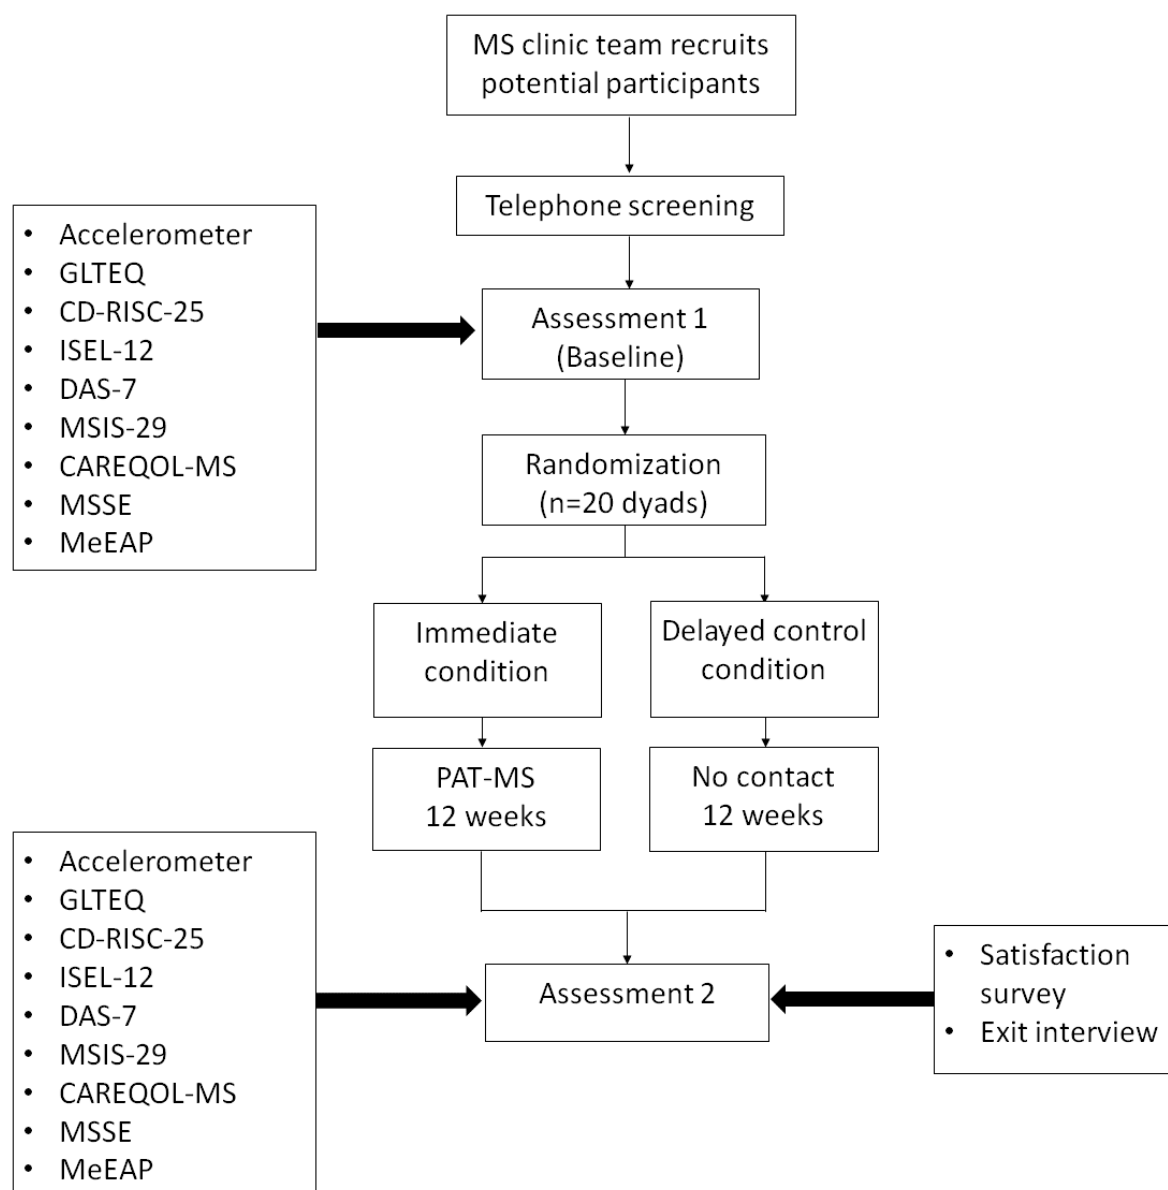 MS clinic team recruits
potential participants
Telephone screening
• Accelerometer
• GLTEQ
• CD-RISC-25
• ISEL-12
• DAS-7
• MSIS-29
• CAREQOL-MS
• MSSE
• MeEAP
Assessment 1
(Baseline)
Randomization
(n=20 dyads)
Immediate
condition
Delayed control
condition
PAT-MS
12 weeks
No contact
12 weeks
• Accelerometer
• GLTEQ
• CD-RISC-25
• ISEL-12
• DAS-7
• MSIS-29
• CAREQOL-MS
• MSSE
• MeEAP
Assessment 2
• Satisfaction
survey
• Exit interview